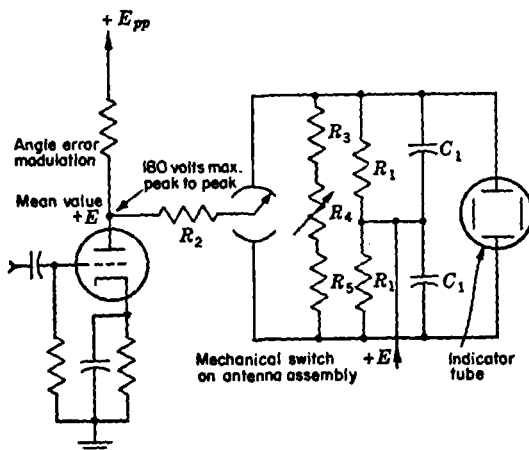 + E_pp
Angle error
modulation
180 volts max.
peak to peak
Mean value
+E
R_2
R_3
R_4
R_5
R_1
R_1
C_1
C_1
Mechanical switch
on antenna assembly
+E
Indicator
tube